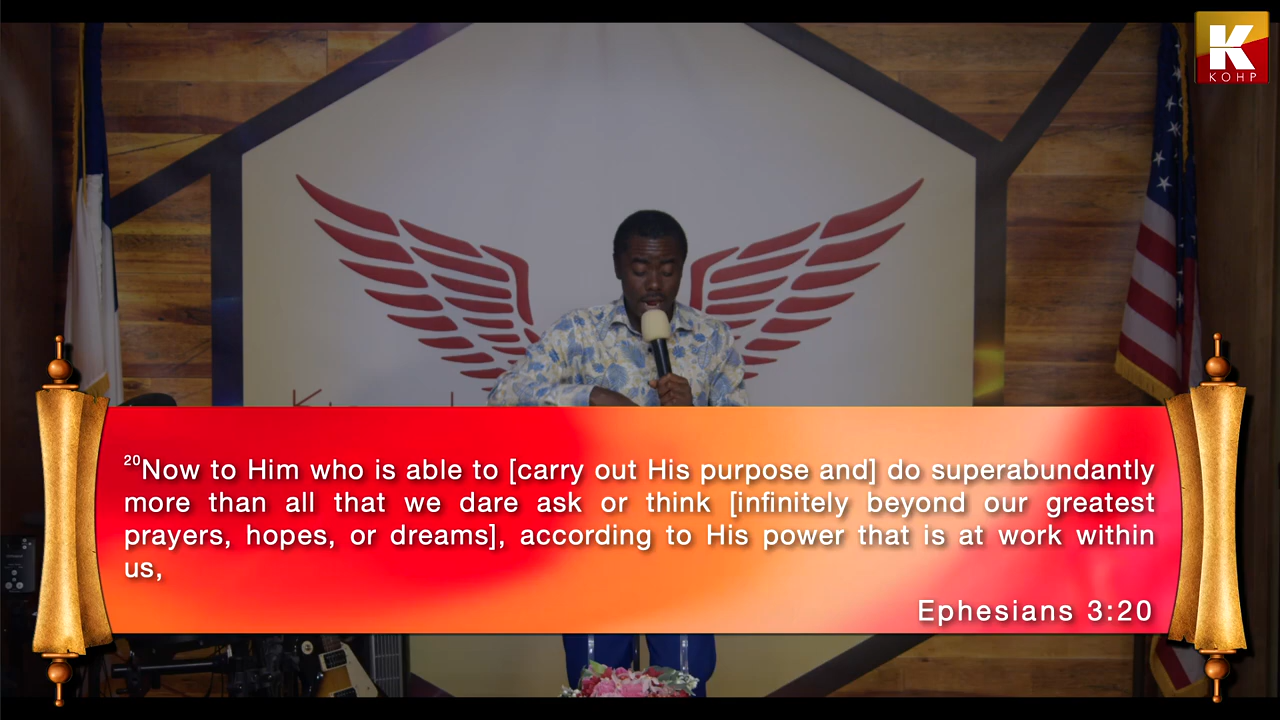 K
KOHP
20Now to Him who is able to [carry out His purpose and] do superabundantly
more than all that we dare ask or think [infinitely beyond our greatest
prayers, hopes, or dreams], according to His power that is at work within
us,
Ephesians 3:20